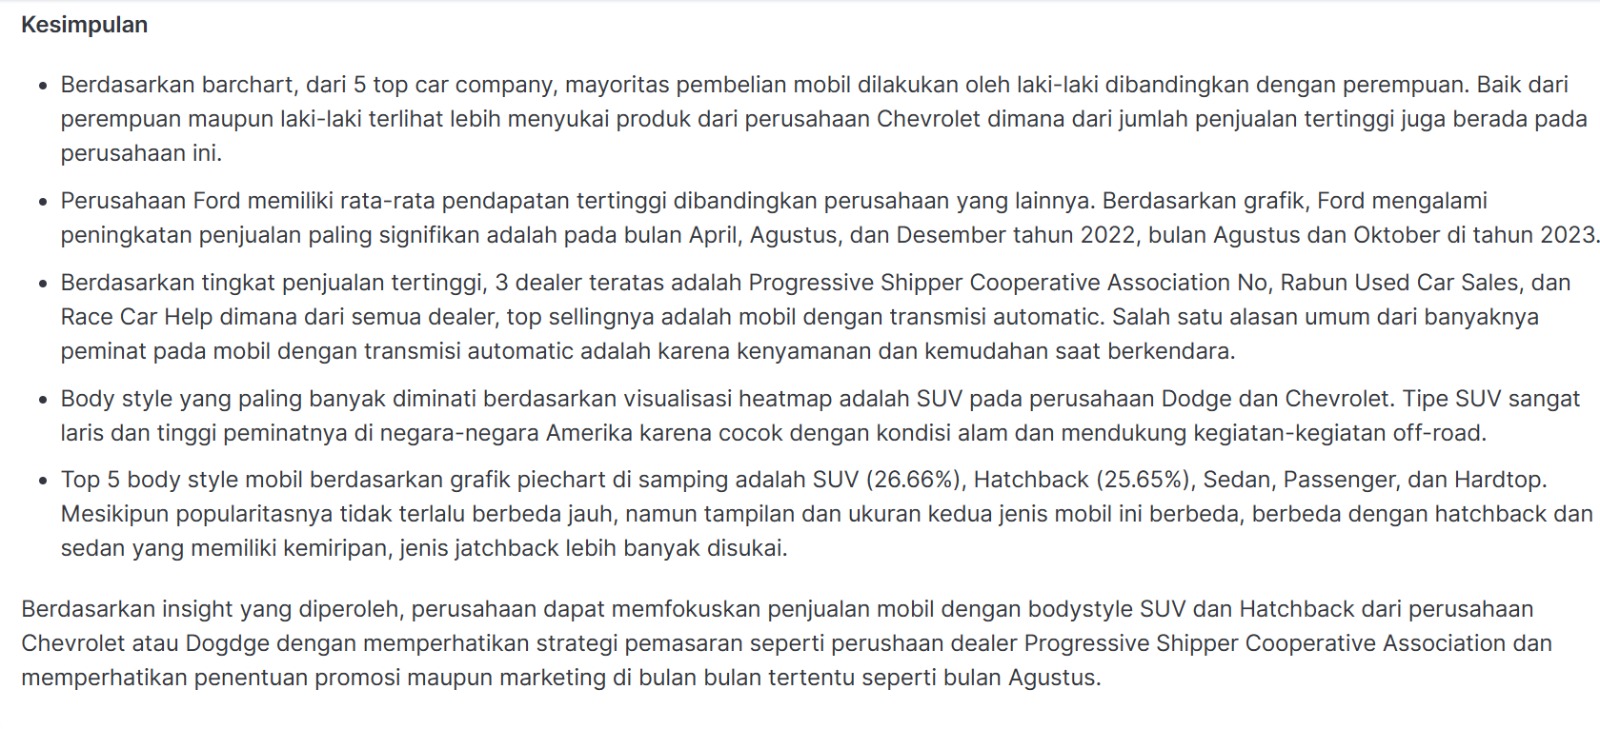 Kesimpulan
• Berdasarkan barchart, dari 5 top car company, mayoritas pembelian mobil dilakukan oleh laki-laki dibandingkan dengan perempuan. Baik dari
perempuan maupun laki-laki terlihat lebih menyukai produk dari perusahaan Chevrolet dimana dari jumlah penjualan tertinggi juga berada pada
perusahaan ini.
• Perusahaan Ford memiliki rata-rata pendapatan tertinggi dibandingkan perusahaan yang lainnya. Berdasarkan grafik, Ford mengalami
peningkatan penjualan paling signifikan adalah pada bulan April, Agustus, dan Desember tahun 2022, bulan Agustus dan Oktober di tahun 2023.
• Berdasarkan tingkat penjualan tertinggi, 3 dealer teratas adalah Progressive Shipper Cooperative Association No, Rabun Used Car Sales, dan
Race Car Help dimana dari semua dealer, top sellingnya adalah mobil dengan transmisi automatic. Salah satu alasan umum dari banyaknya
peminat pada mobil dengan transmisi automatic adalah karena kenyamanan dan kemudahan saat berkendara.
• Body style yang paling banyak diminati berdasarkan visualisasi heatmap adalah SUV pada perusahaan Dodge dan Chevrolet. Tipe SUV sangat
laris dan tinggi peminatnya di negara-negara Amerika karena cocok dengan kondisi alam dan mendukung kegiatan-kegiatan off-road.
• Top 5 body style mobil berdasarkan grafik piechart di samping adalah SUV (26.66%), Hatchback (25.65%), Sedan, Passenger, dan Hardtop.
Mesikipun popularitasnya tidak terlalu berbeda jauh, namun tampilan dan ukuran kedua jenis mobil ini berbeda, berbeda dengan hatchback dan
sedan yang memiliki kemiripan, jenis jatchback lebih banyak disukai.
Berdasarkan insight yang diperoleh, perusahaan dapat memfokuskan penjualan mobil dengan bodystyle SUV dan Hatchback dari perusahaan
Chevrolet atau Dogdge dengan memperhatikan strategi pemasaran seperti perushaan dealer Progressive Shipper Cooperative Association dan
memperhatikan penentuan promosi maupun marketing di bulan bulan tertentu seperti bulan Agustus.